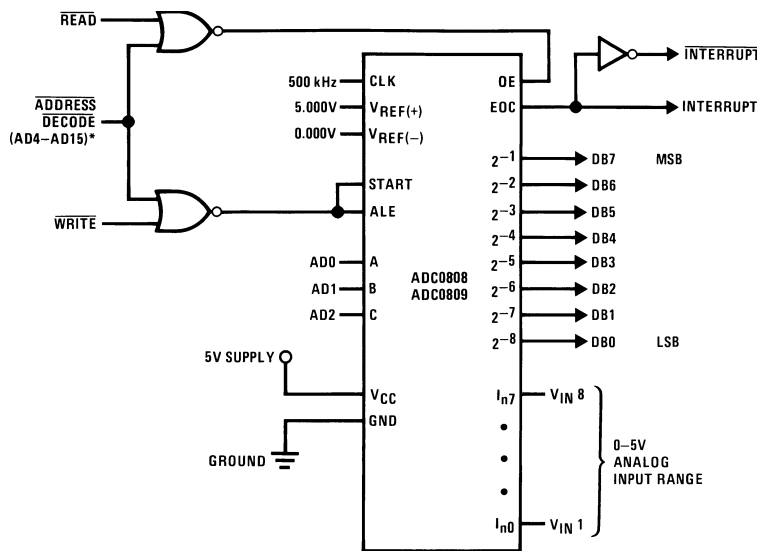 READ
ADDRESS
DECODE
(AD4–AD15)*
WRITE
500 kHz
5.000V
0.000V
AD0
AD1
AD2
5V SUPPLY
GROUND
CLK
VREF(+)
VREF(−)
START
ALE
A
B
C
VCC
GND
ADC0808
ADC0809
OE
EOC
2−1
2−2
2−3
2−4
2−5
2−6
2−7
2−8
In7
In0
INTERRUPT
INTERRUPT
DB7 MSB
DB6
DB5
DB4
DB3
DB2
DB1
DB0 LSB
VIN 8
VIN 1
0–5V
ANALOG
INPUT RANGE